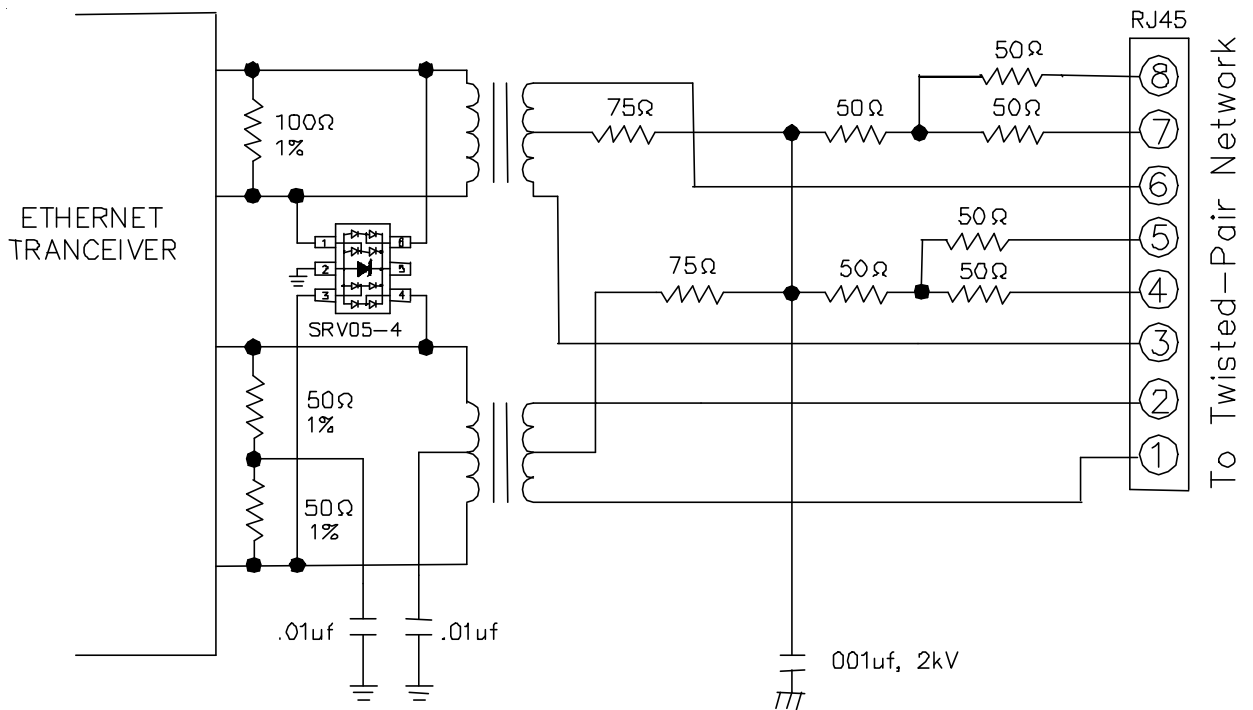 RJ45
50Ω
8
75Ω
50Ω
50Ω
7
100Ω
1%
6
ETHERNET
TRANCEIVER
50Ω
5
1
6
75Ω
50Ω
50Ω
4
2
5
3
4
SRV05-4
3
50Ω
1%
2
1
50Ω
1%
.01uf
.01uf
001uf, 2kV
To Twisted-Pair Network